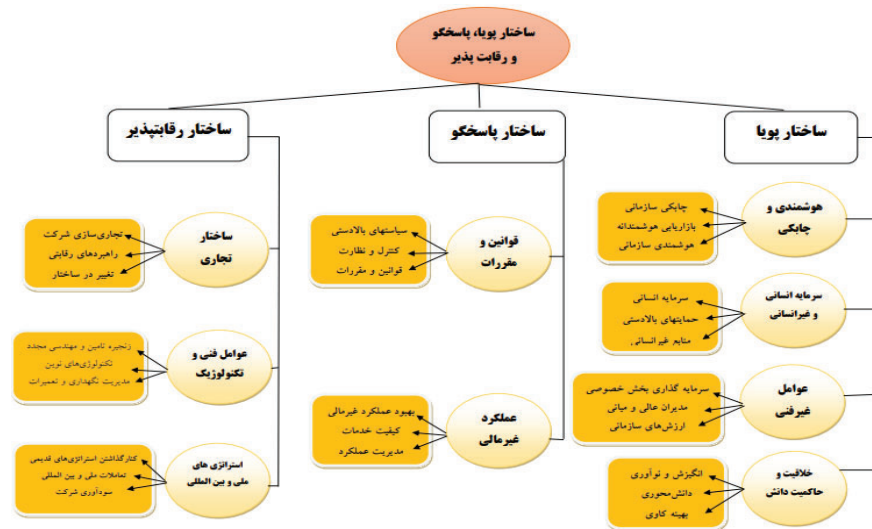 ساختار پویا، پاسخگو
و رقابت پذیر
ساختار پویا
ساختار پاسخگو
ساختار رقابتپذیر
هوشمندی و
چابکی
چابکی سازمانی
بازاریابی هوشمندانه
هوشمندی سازمانی
سرمایه انسانی
و غیرانسانی
سرمایه انسانی
حمایتهای بالادستی
منابع غیرانسانی
عوامل
غیرفنی
سرمایه گذاری بخش خصوصی
مدیران عالی و میانی
ارزش‌های سازمانی
خلاقیت و
حاکمیت دانش
انگیزش و نوآوری
دانش‌محوری
بهینه کاوی
قوانین و
مقررات
سیاستهای بالادستی
کنترل و نظارت
قوانین و مقررات
عملکرد
غیرمالی
بهبود عملکرد غیرمالی
کیفیت خدمات
مدیریت عملکرد
ساختار
تجاری
تجاری‌سازی شرکت
راهبردهای رقابتی
تغییر در ساختار
عوامل فنی و
تکنولوژیک
زنجیره تامین و مهندسی مجدد
تکنولوژی‌های نوین
مدیریت نگهداری و تعمیرات
استراتژی های
ملی و بین المللی
کنارگذاشتن استراتژی‌های قدیمی
تعاملات ملی و بین المللی
سودآوری شرکت